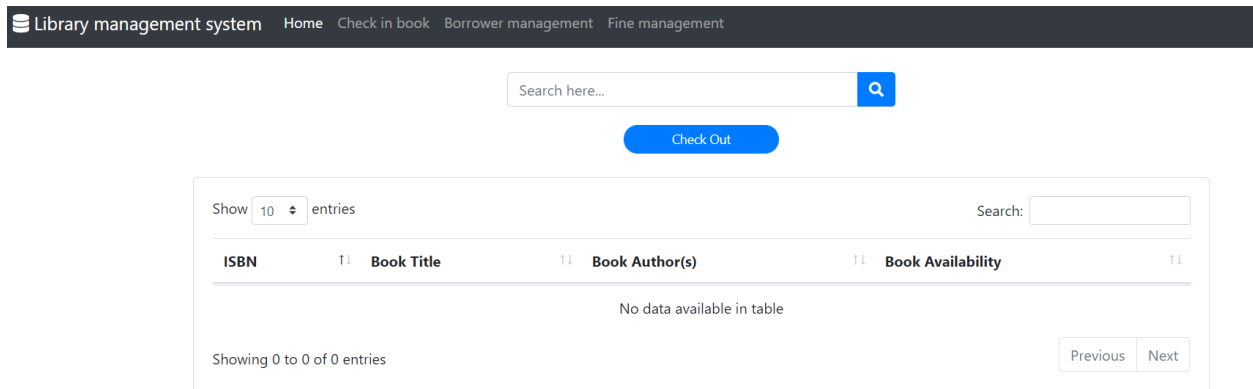 Library management system Home Check in book Borrower management Fine management
Search here...
Check Out
Show 10 entries Search:
ISBN Book Title Book Author(s) Book Availability
No data available in table
Showing 0 to 0 of 0 entries Previous Next